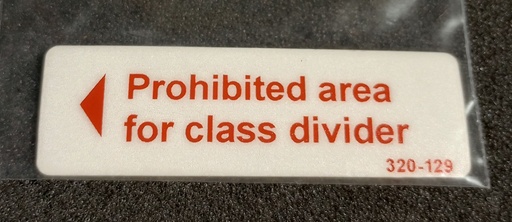 Prohibited area
for class divider
320-129